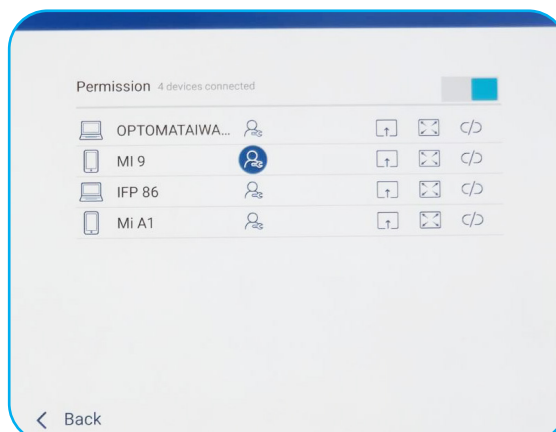 Permission 4 devices connected
OPTOMATAIWA...
MI 9
IFP 86
Mi A1
Back